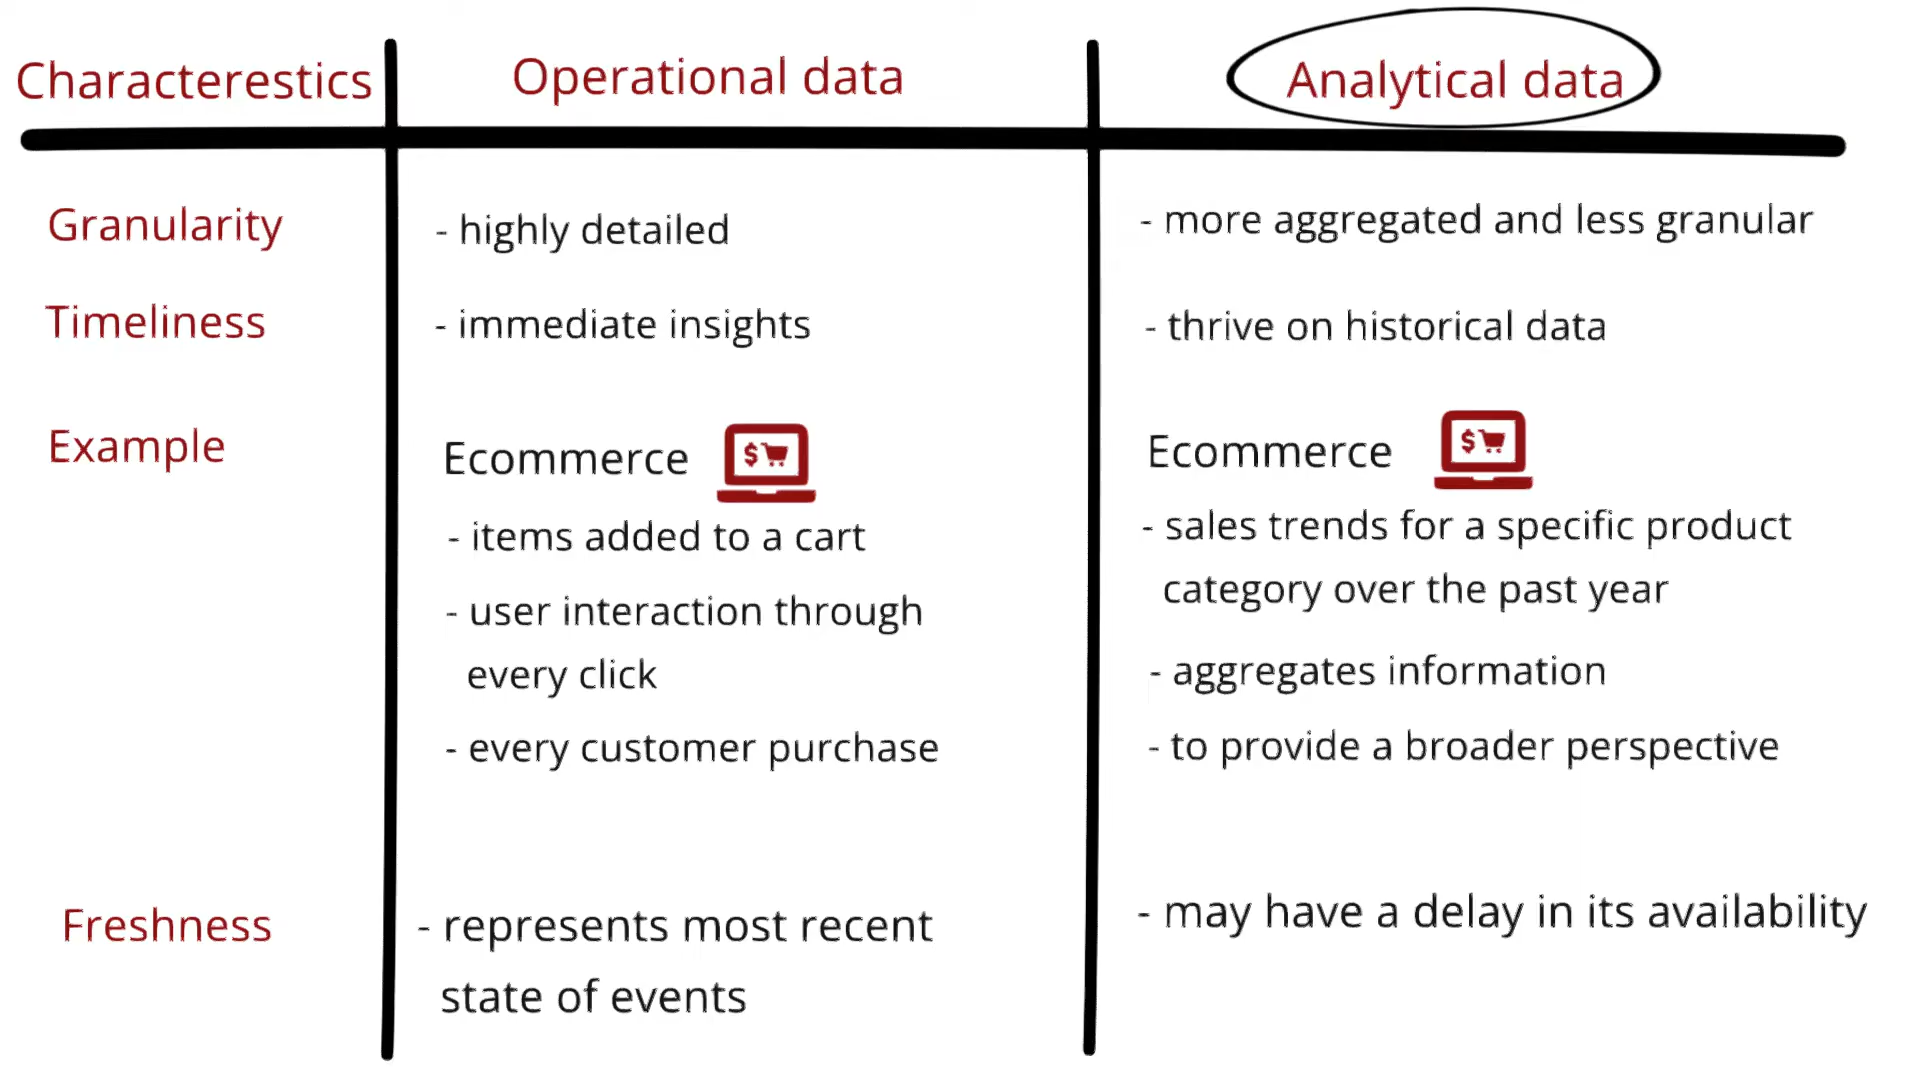 Characterestics
Operational data
Analytical data
Granularity
- highly detailed
- more aggregated and less granular
Timeliness
- immediate insights
- thrive on historical data
Example
Ecommerce
$
- items added to a cart
- user interaction through
every click
- every customer purchase
Ecommerce
$
- sales trends for a specific product
category over the past year
- aggregates information
- to provide a broader perspective
Freshness
- represents most recent
state of events
- may have a delay in its availability